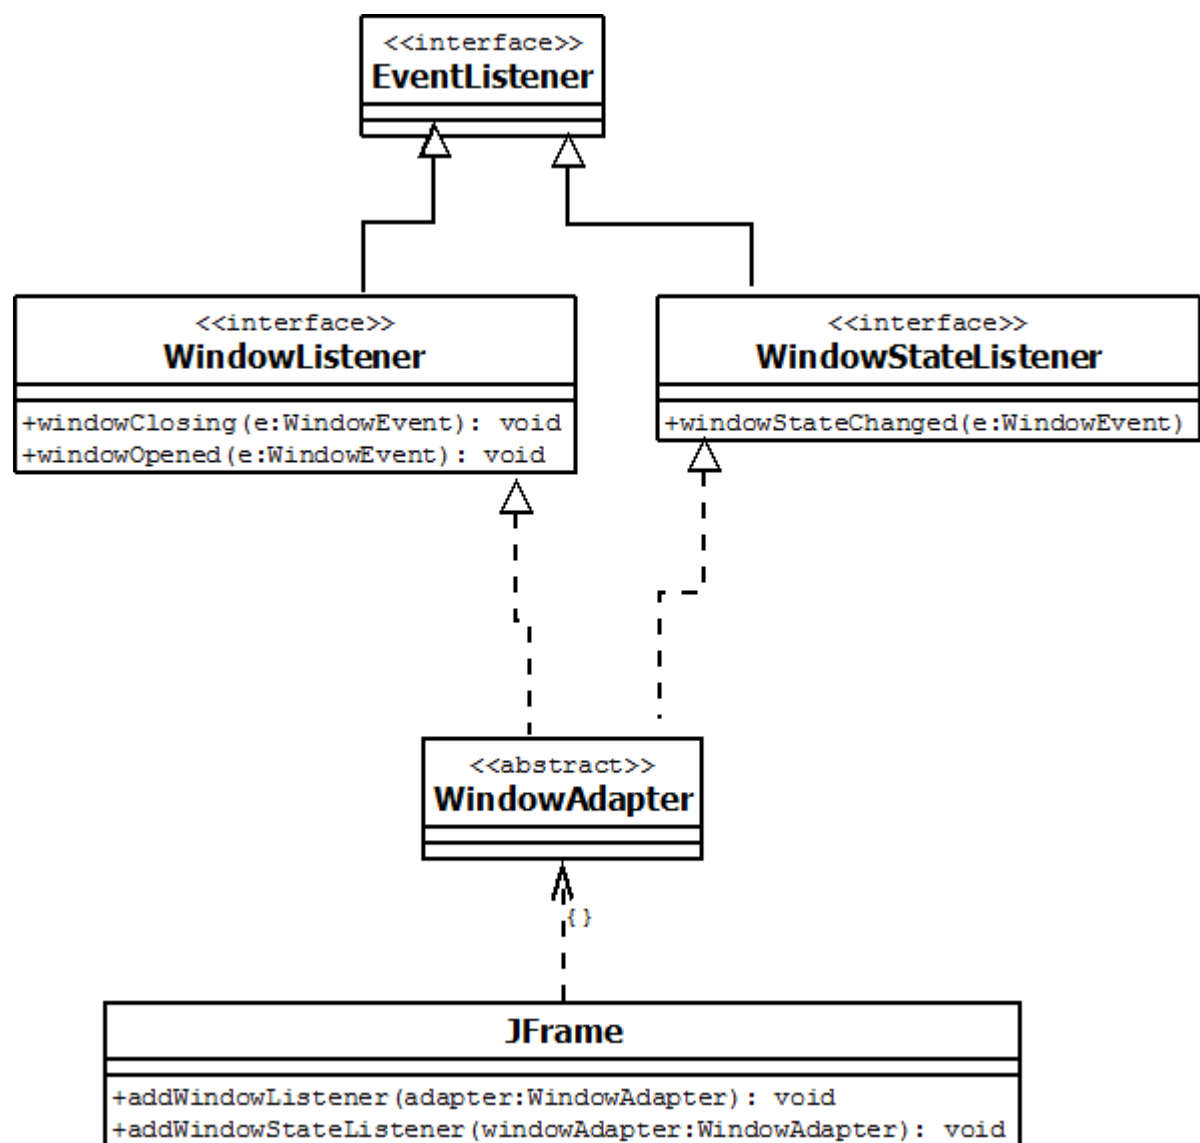 <<interface>>
EventListener
<<interface>>
WindowListener
+windowClosing(e:WindowEvent): void
+windowOpened(e:WindowEvent): void
<<interface>>
WindowStateListener
+windowStateChanged(e:WindowEvent)
<<abstract>>
WindowAdapter
{}
JFrame
+addWindowListener(adapter:WindowAdapter): void
+addWindowStateListener(windowAdapter:WindowAdapter): void